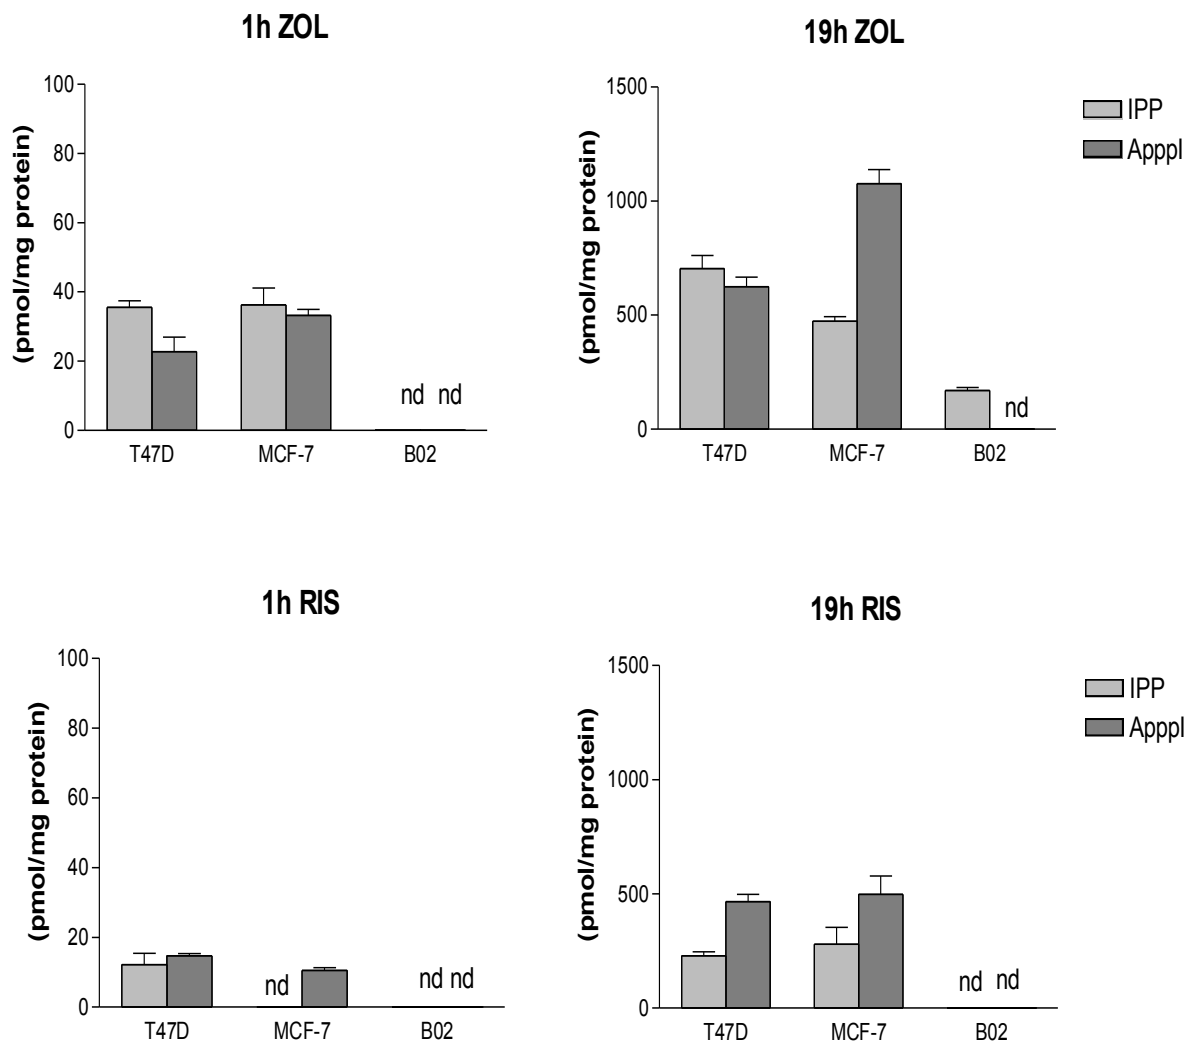 1h ZOL
(pmol/mg protein)
100
80
60
40
20
0
nd nd
T47D MCF-7 B02
19h ZOL
(pmol/mg protein)
1500
1000
500
0
nd
T47D MCF-7 B02
IPP
ApppI
1h RIS
(pmol/mg protein)
100
80
60
40
20
0
nd
nd nd
T47D MCF-7 B02
19h RIS
(pmol/mg protein)
1500
1000
500
0
nd nd
T47D MCF-7 B02
IPP
ApppI